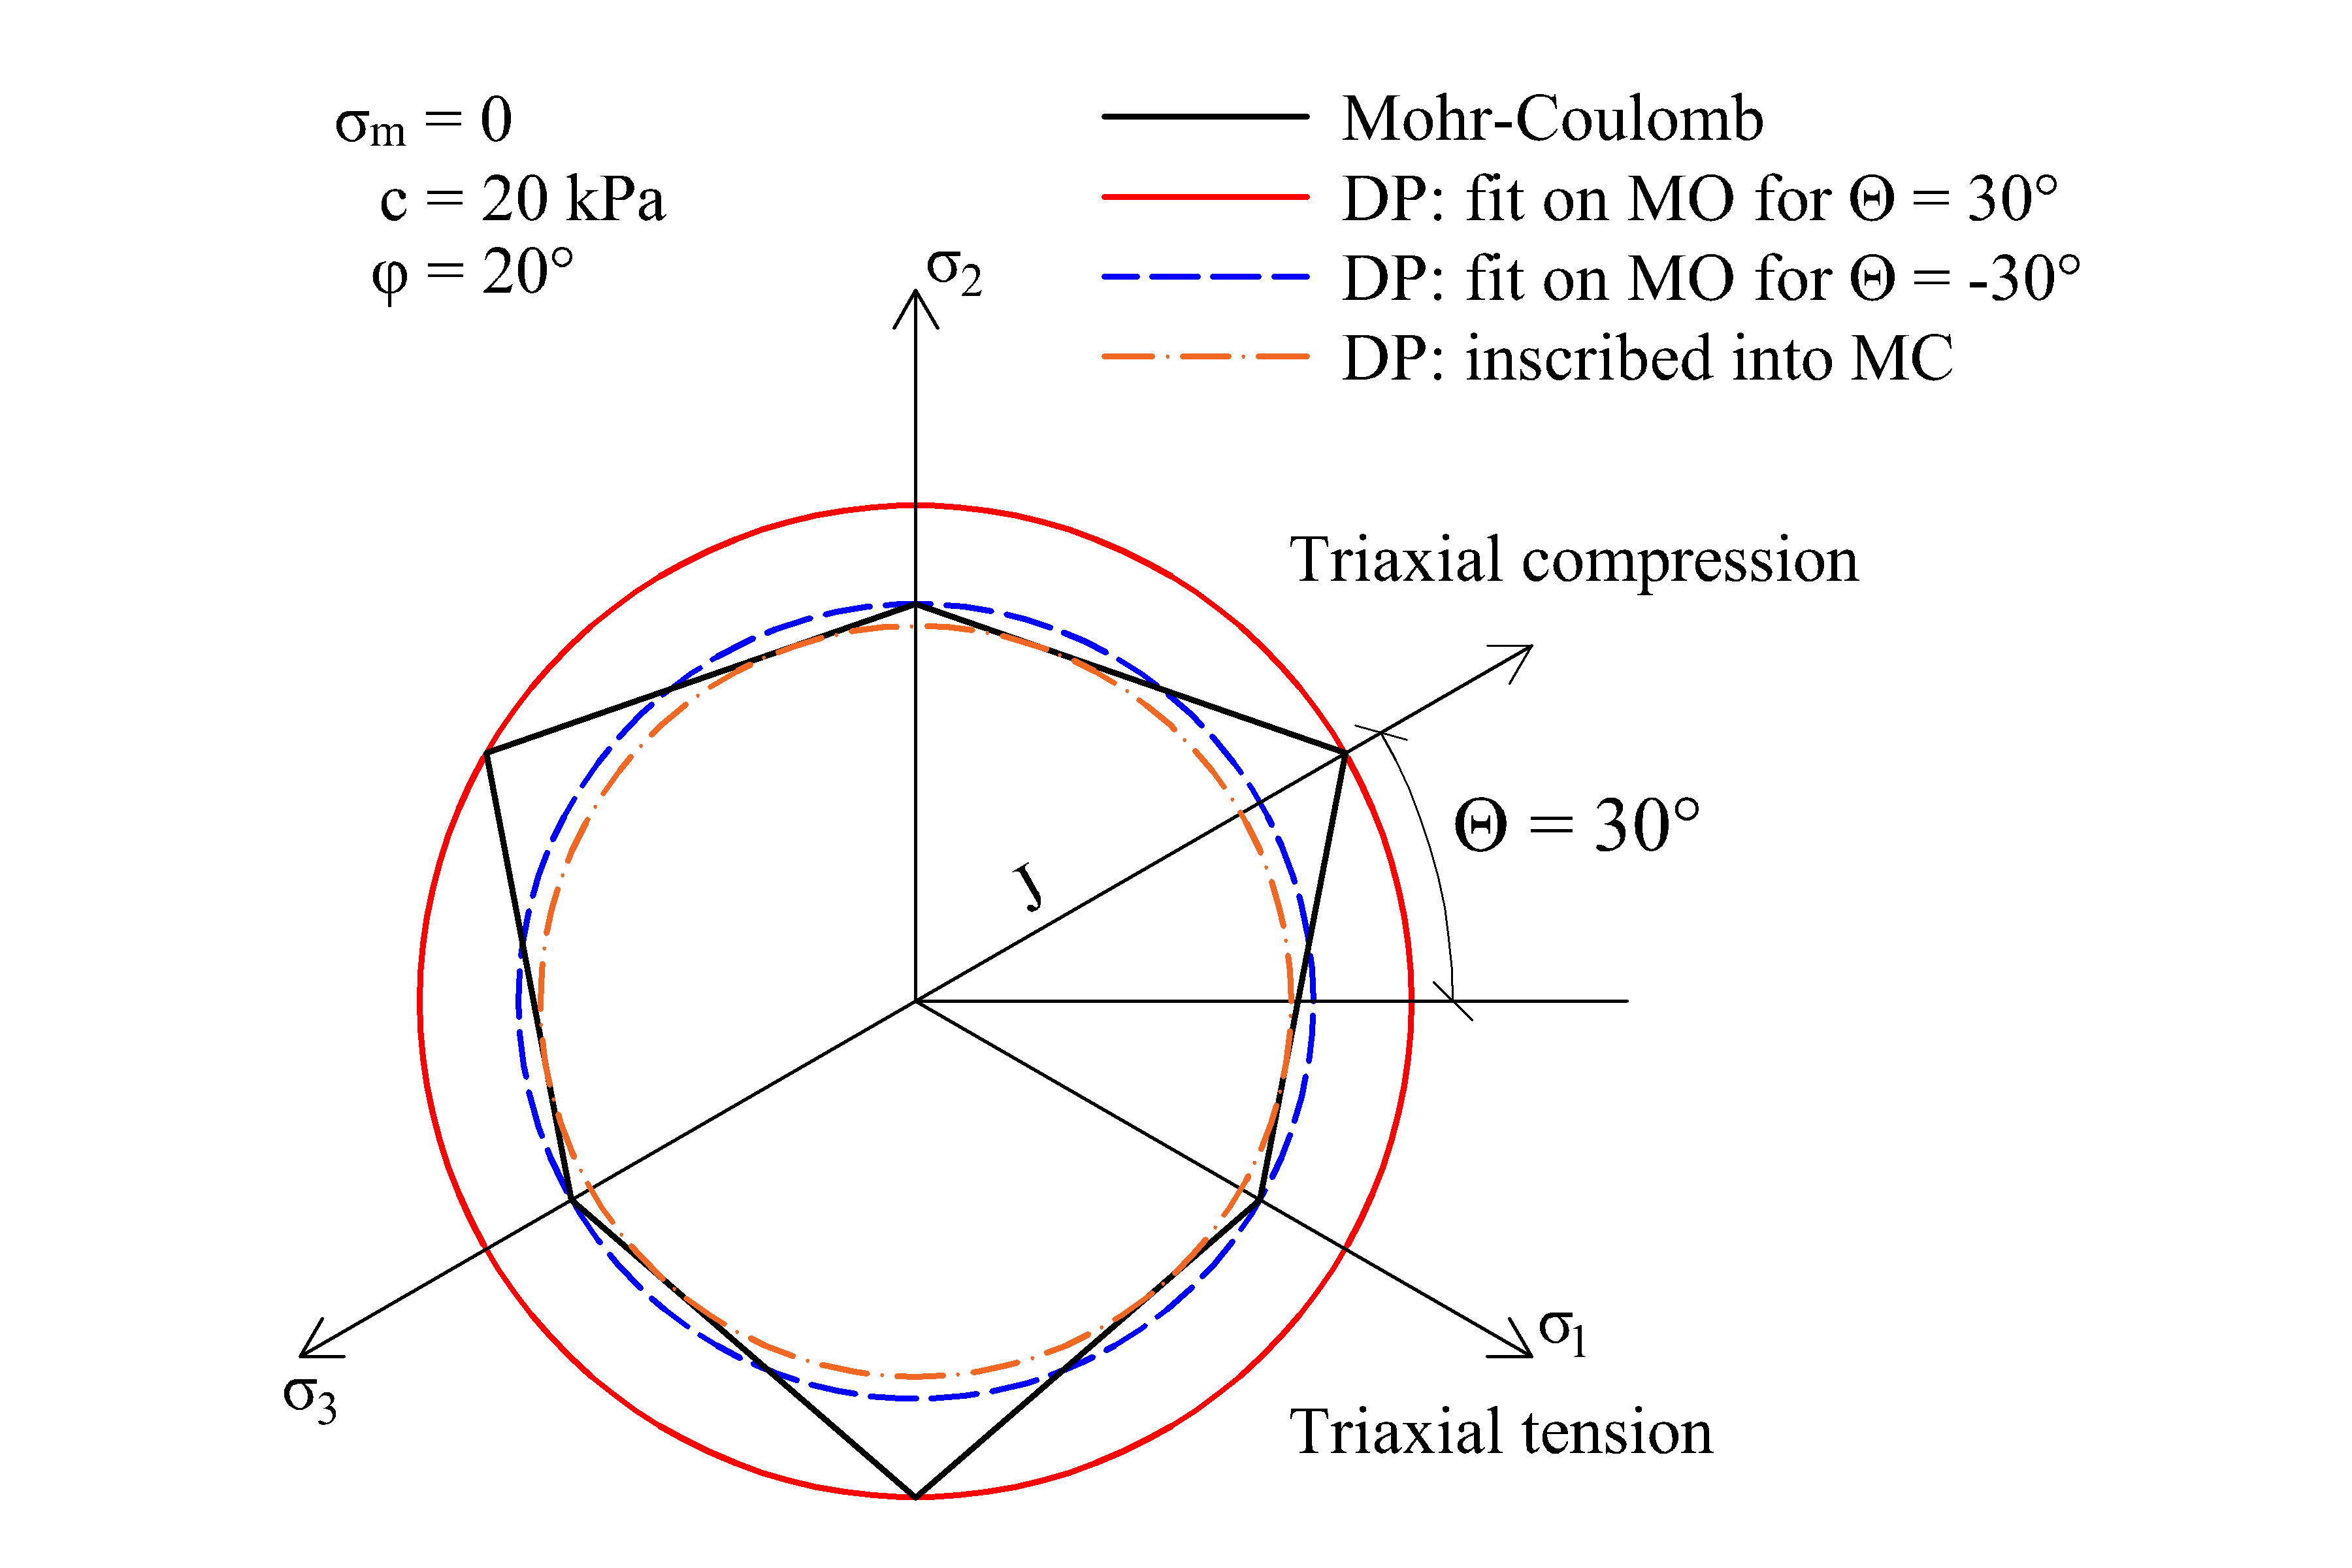 σm = 0
c = 20 kPa
φ = 20°
Mohr-Coulomb
DP: fit on MO for Θ = 30°
DP: fit on MO for Θ = -30°
DP: inscribed into MC
σ2
Triaxial compression
Θ = 30°
J
σ1
σ3
Triaxial tension